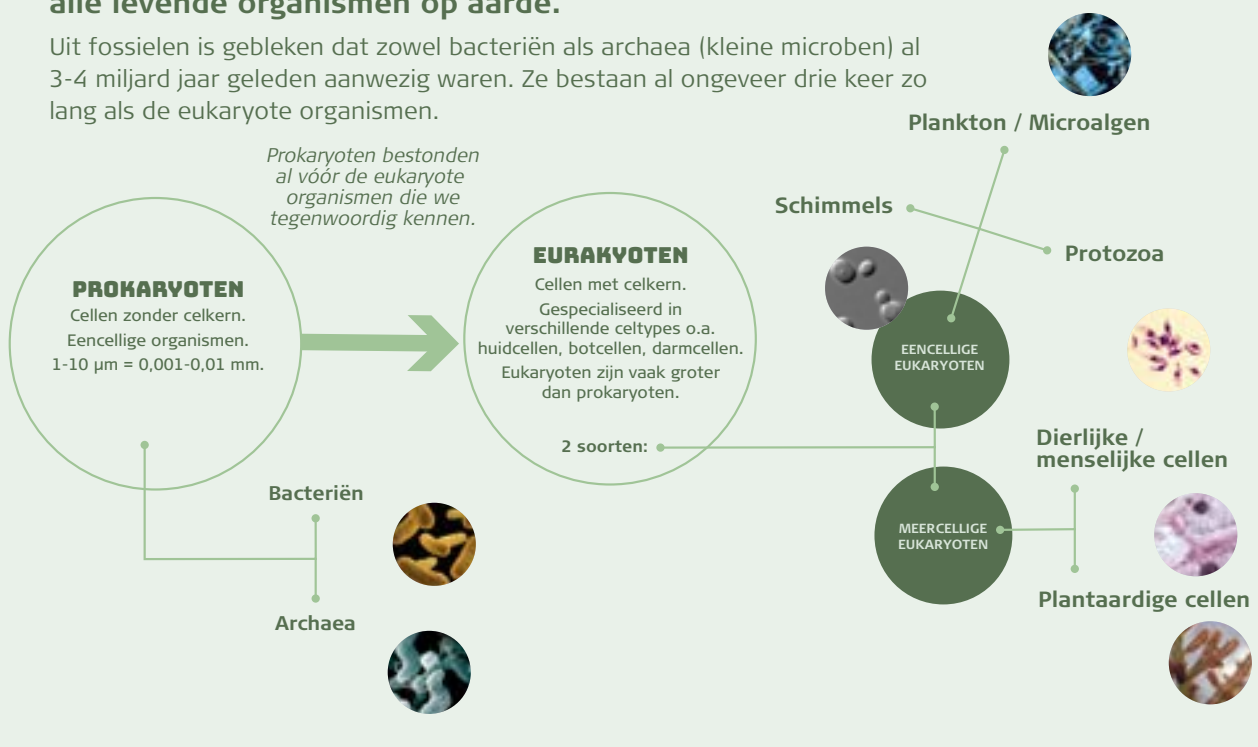 alle levende organismen op aarde.
Uit fossielen is gebleken dat zowel bacteriën als archaea (kleine microben) al
3-4 miljard jaar geleden aanwezig waren. Ze bestaan al ongeveer drie keer zo
lang als de eukaryote organismen.
Prokaryoten bestonden
al vóór de eukaryote
organismen die we
tegenwoordig kennen.
PROKARYOTEN
Cellen zonder celkern.
Eencellige organismen.
1-10 µm = 0,001-0,01 mm.
Bacteriën
Archaea
EURAKYOTEN
Cellen met celkern.
Gespecialiseerd in
verschillende celtypes o.a.
huidcellen, botcellen, darmcellen.
Eukaryoten zijn vaak groter
dan prokaryoten.
2 soorten:
Plankton / Microalgen
Schimmels
Protozoa
EENCELLIGE
EUKARYOTEN
MEERCELLIGE
EUKARYOTEN
Dierlijke /
menselijke cellen
Plantaardige cellen